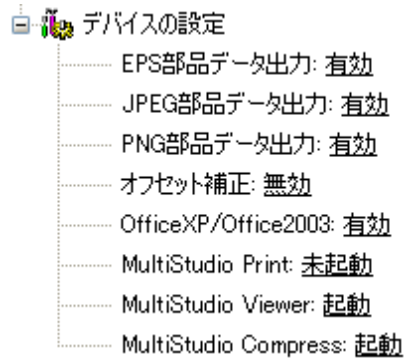 デバイスの設定
EPS部品データ出力: 有効
JPEG部品データ出力: 有効
PNG部品データ出力: 有効
オフセット補正: 無効
OfficeXP/Office2003: 有効
MultiStudio Print: 未起動
MultiStudio Viewer: 起動
MultiStudio Compress: 起動